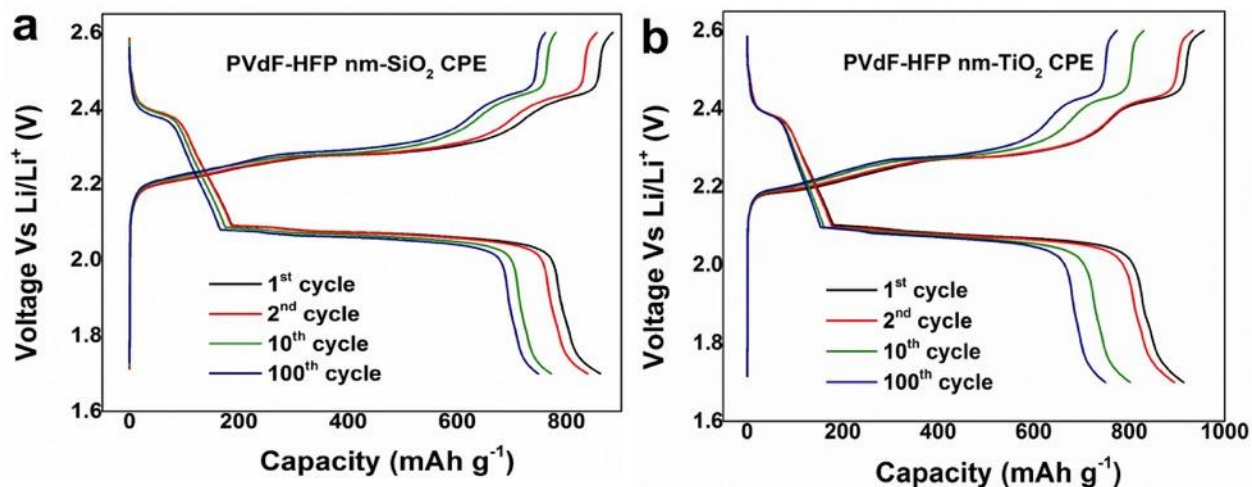 a
PVdF-HFP nm-SiO₂ CPE
2.6
2.4
2.2
2.0
1.8
1.6
Voltage Vs Li/Li⁺ (V)
1ˢᵗ cycle
2ⁿᵈ cycle
10ᵗʰ cycle
100ᵗʰ cycle
0 200 400 600 800
Capacity (mAh g⁻¹)
b
PVdF-HFP nm-TiO₂ CPE
2.6
2.4
2.2
2.0
1.8
1.6
Voltage Vs Li/Li⁺ (V)
1ˢᵗ cycle
2ⁿᵈ cycle
10ᵗʰ cycle
100ᵗʰ cycle
0 200 400 600 800 1000
Capacity (mAh g⁻¹)